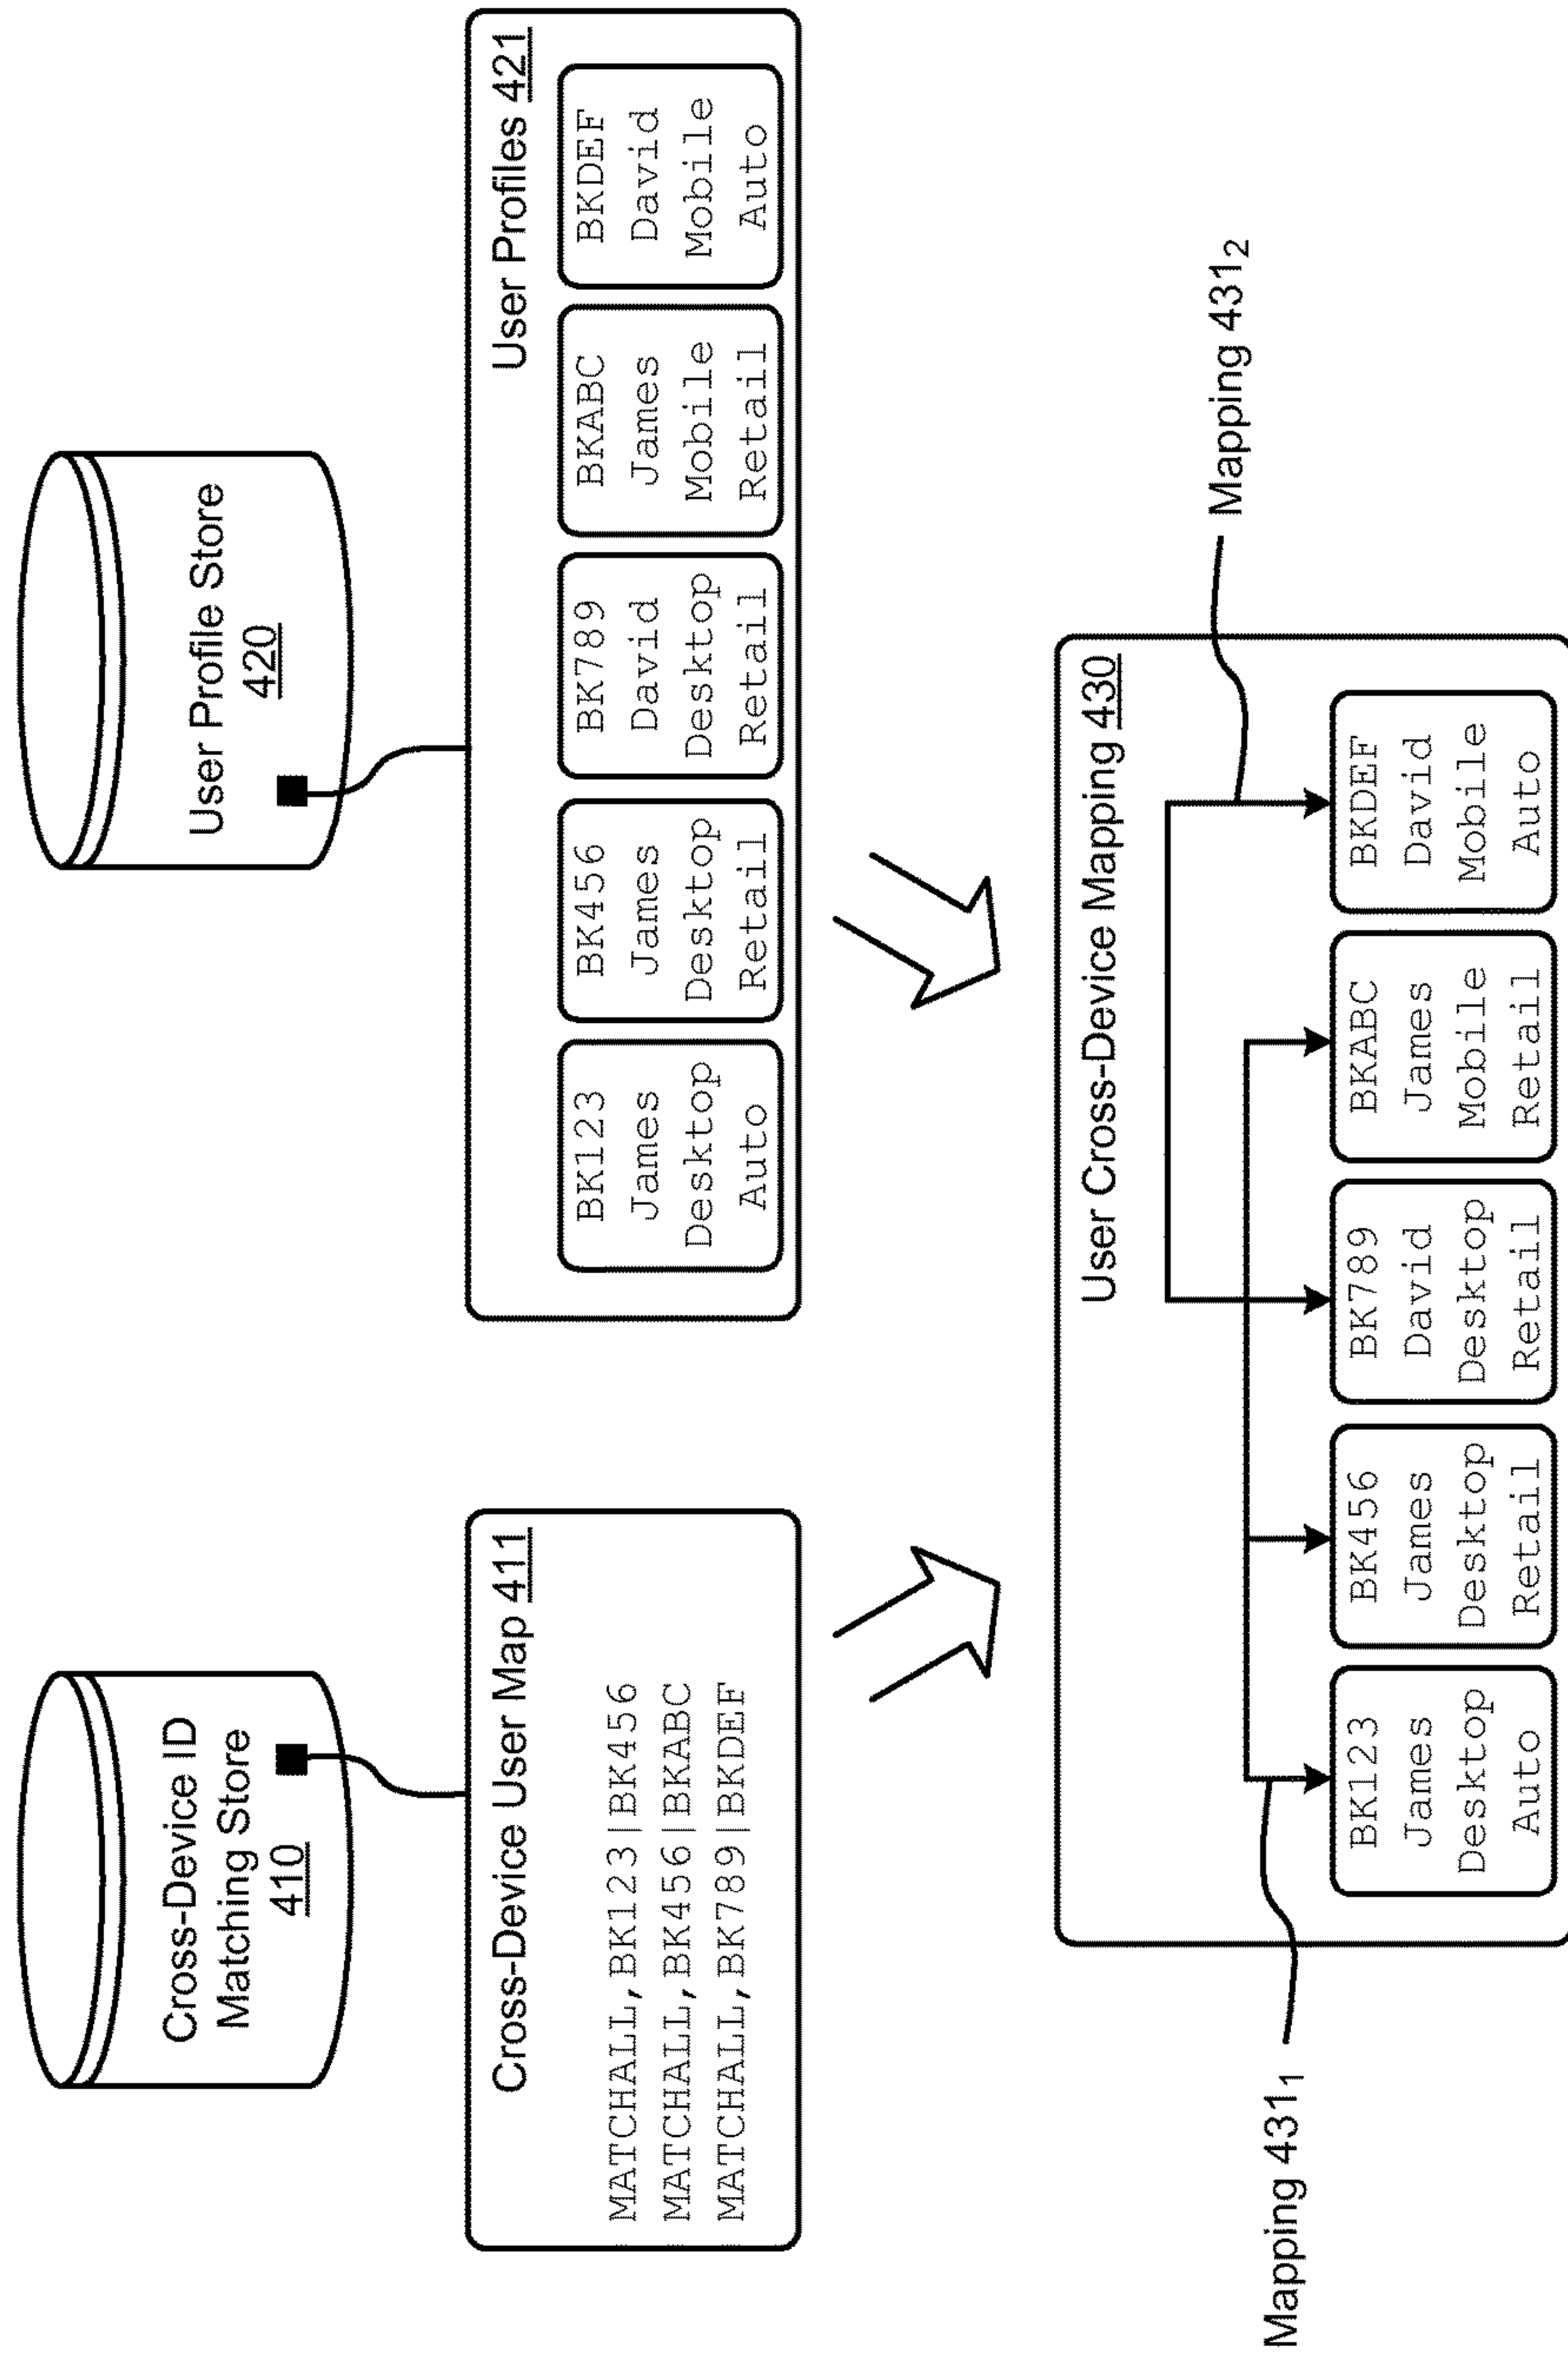 Cross-Device ID
Matching Store
410
User Profile Store
420
Cross-Device User Map 411
MATCHALL,BK123|BK456
MATCHALL,BK456|BKABC
MATCHALL,BK789|BKDEF
User Profiles 421
BK123
James
Desktop
Auto
BK456
James
Desktop
Retail
BK789
David
Desktop
Retail
BKABC
James
Mobile
Retail
BKDEF
David
Mobile
Auto
User Cross-Device Mapping 430
Mapping 431₁
Mapping 431₂
BK123
James
Desktop
Auto
BK456
James
Desktop
Retail
BK789
David
Desktop
Retail
BKABC
James
Mobile
Retail
BKDEF
David
Mobile
Auto